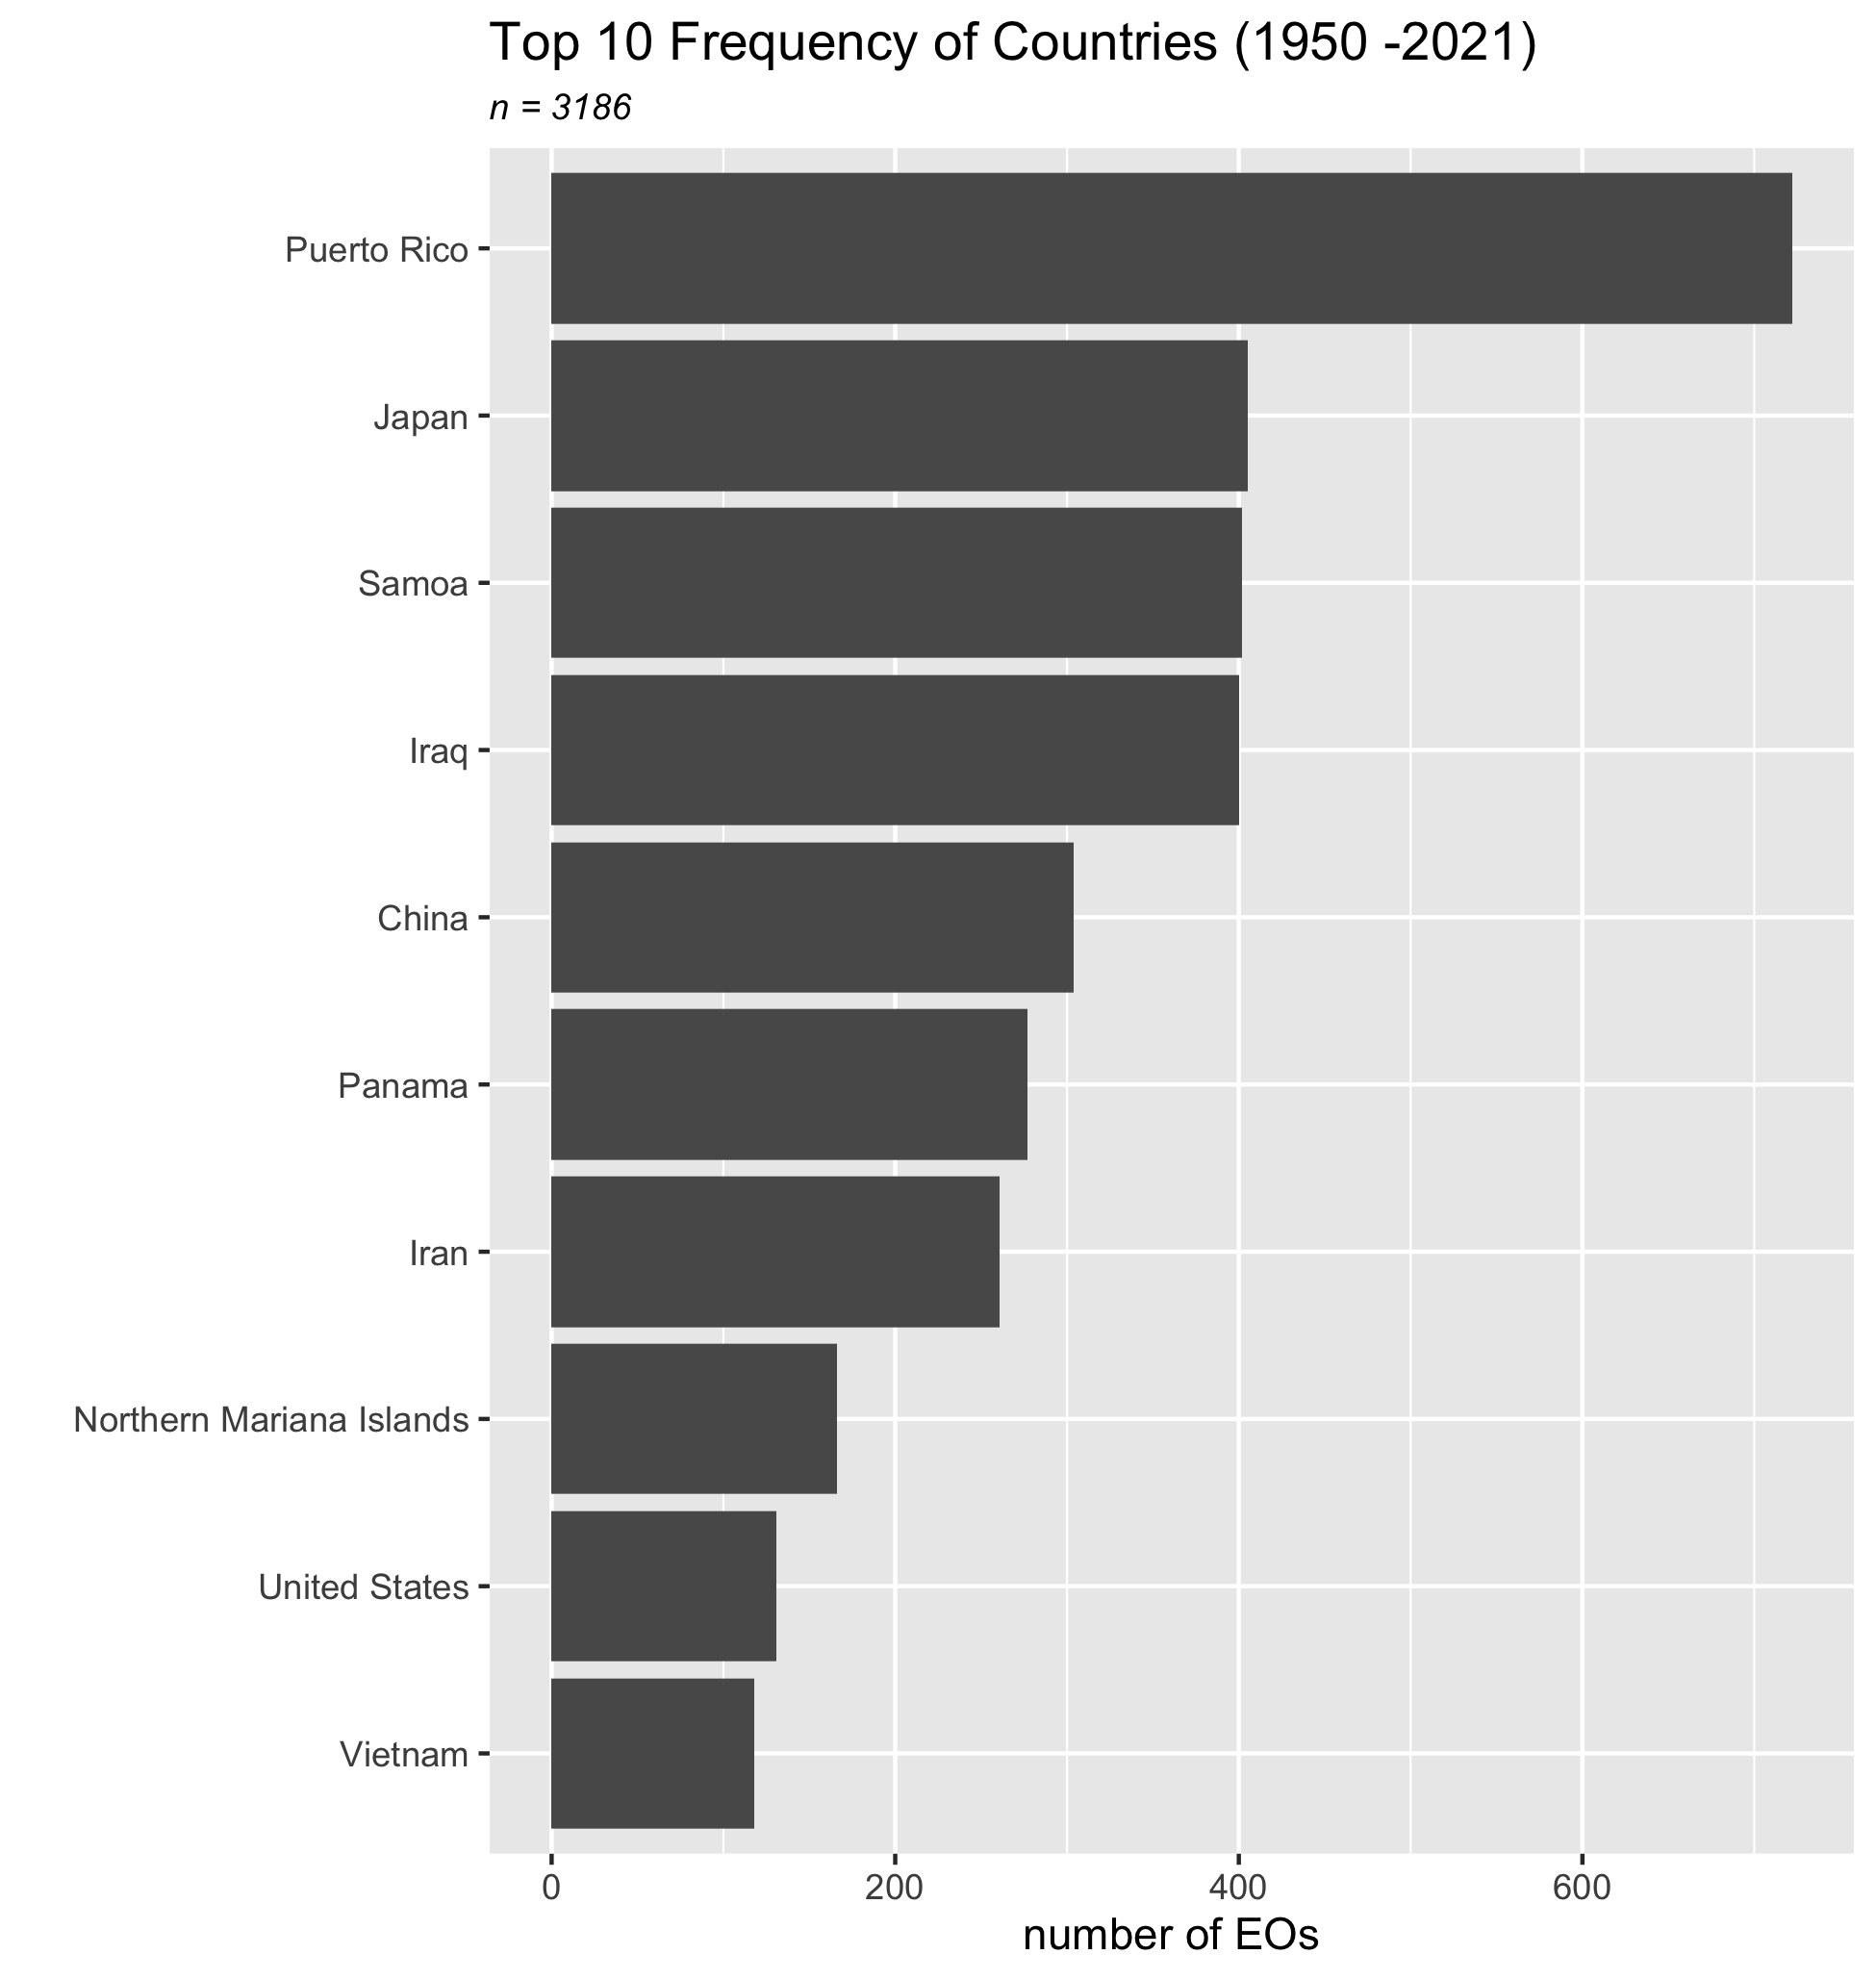 Top 10 Frequency of Countries (1950 -2021)
n = 3186
Puerto Rico
Japan
Samoa
Iraq
China
Panama
Iran
Northern Mariana Islands
United States
Vietnam
0 200 400 600
number of EOs